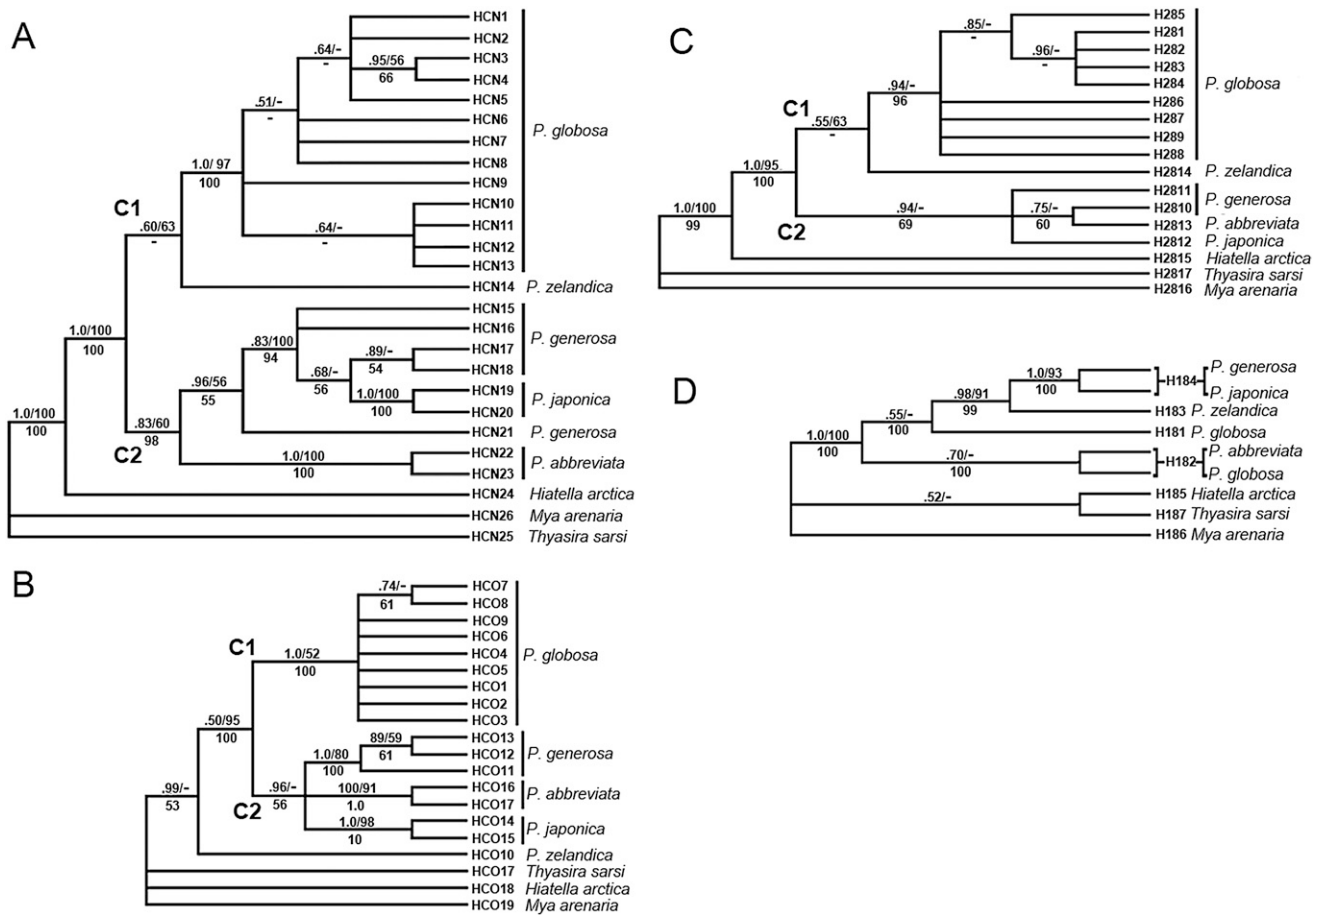 A
HCN1
HCN2
.64/-
-
.95/56
66
HCN3
HCN4
HCN5
.51/-
-
HCN6
HCN7
HCN8
P. globosa
1.0/ 97
100
HCN9
HCN10
HCN11
.64/-
-
HCN12
HCN13
C1
.60/63
-
HCN14 P. zelandica
HCN15
HCN16
1.0/100
100
.83/100
94
HCN17
.89/-
54
HCN18
P. generosa
.68/-
56
.96/56
55
1.0/100
100
HCN19
HCN20
P. japonica
1.0/100
100
.83/60
98
C2
HCN21 P. generosa
1.0/100
100
HCN22
HCN23
P. abbreviata
HCN24 Hiatella arctica
HCN26 Mya arenaria
HCN25 Thyasira sarsi
B
.74/-
61
HCO7
HCO8
HCO9
HCO6
HCO4
HCO5
HCO1
HCO2
HCO3
P. globosa
C1
1.0/52
100
.50/95
100
89/59
61
HCO13
HCO12
HCO11
P. generosa
1.0/80
100
.99/-
53
C2
.96/-
56
100/91
1.0
HCO16
HCO17
P. abbreviata
1.0/98
10
HCO14
HCO15
P. japonica
HCO10 P. zelandica
HCO17 Thyasira sarsi
HCO18 Hiatella arctica
HCO19 Mya arenaria
C
.85/-
-
H285
H281
.96/-
-
H282
H283
H284
H286
H287
H289
H288
P. globosa
.94/-
96
C1
.55/63
-
1.0/95
100
H2814 P. zelandica
1.0/100
99
C2
.94/-
69
H2811
H2810
P. generosa
.75/-
60
H2813 P. abbreviata
H2812 P. japonica
H2815 Hiatella arctica
H2817 Thyasira sarsi
H2816 Mya arenaria
D
1.0/93
100
H184
P. generosa
P. japonica
.98/91
99
H183 P. zelandica
.55/-
100
H181 P. globosa
1.0/100
100
.70/-
100
H182
P. abbreviata
P. globosa
.52/-
H185 Hiatella arctica
H187 Thyasira sarsi
H186 Mya arenaria